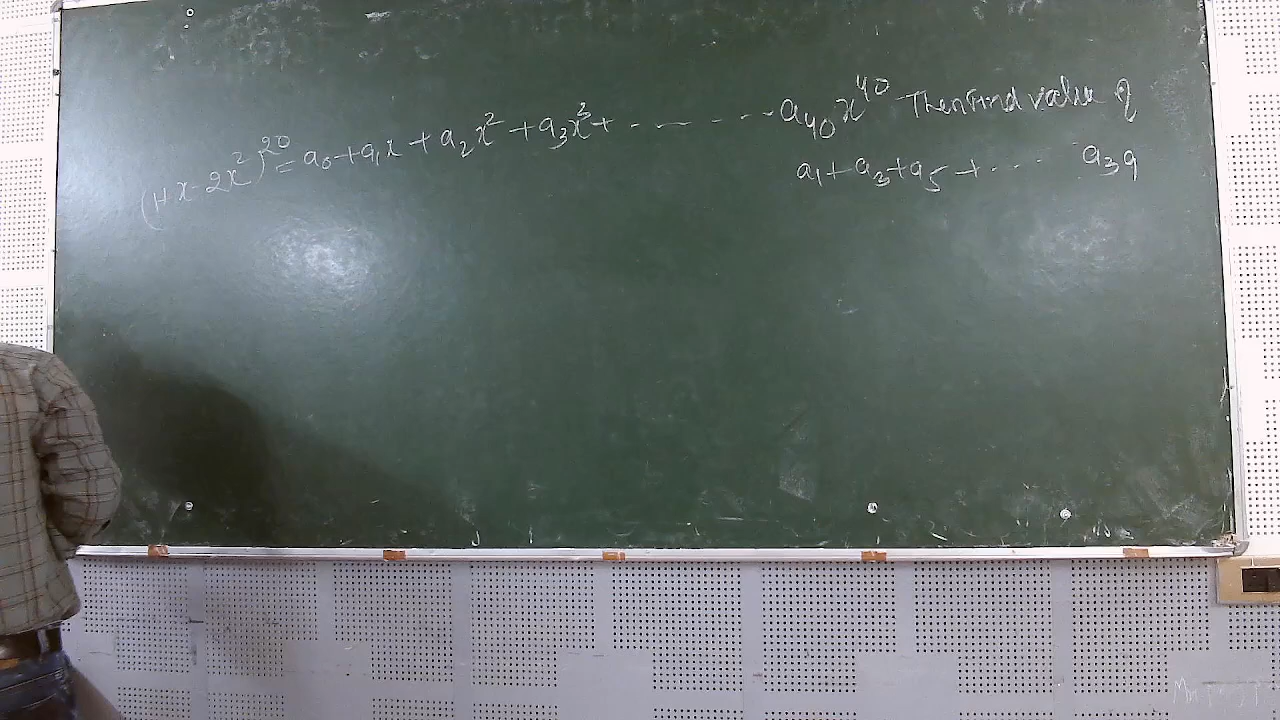 (1+x-2x²)²⁰ = a₀+a₁x + a₂x² + a₃x³ + ............ a₄₀x⁴⁰ Then find value of
a₁+a₃+a₅ + ... a₃₉